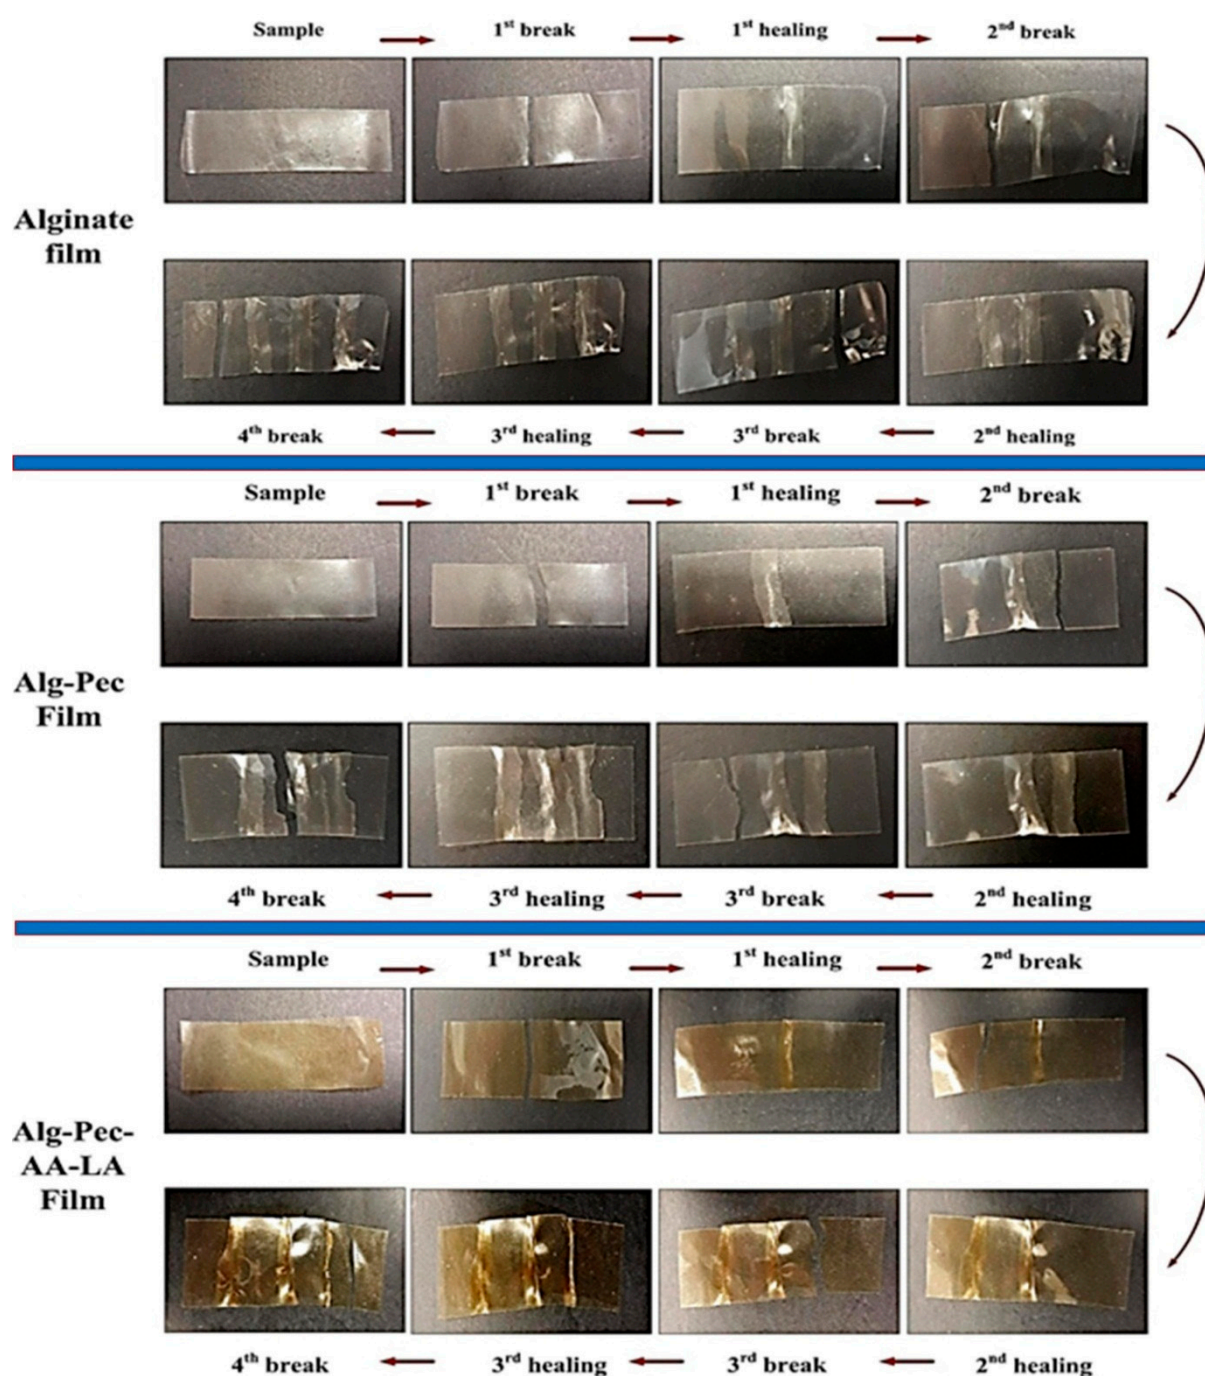 Sample
1st break
1st healing
2nd break
Alginate
film
4th break
3rd healing
3rd break
2nd healing
Sample
1st break
1st healing
2nd break
Alg-Pec
Film
4th break
3rd healing
3rd break
2nd healing
Sample
1st break
1st healing
2nd break
Alg-Pec-
AA-LA
Film
4th break
3rd healing
3rd break
2nd healing